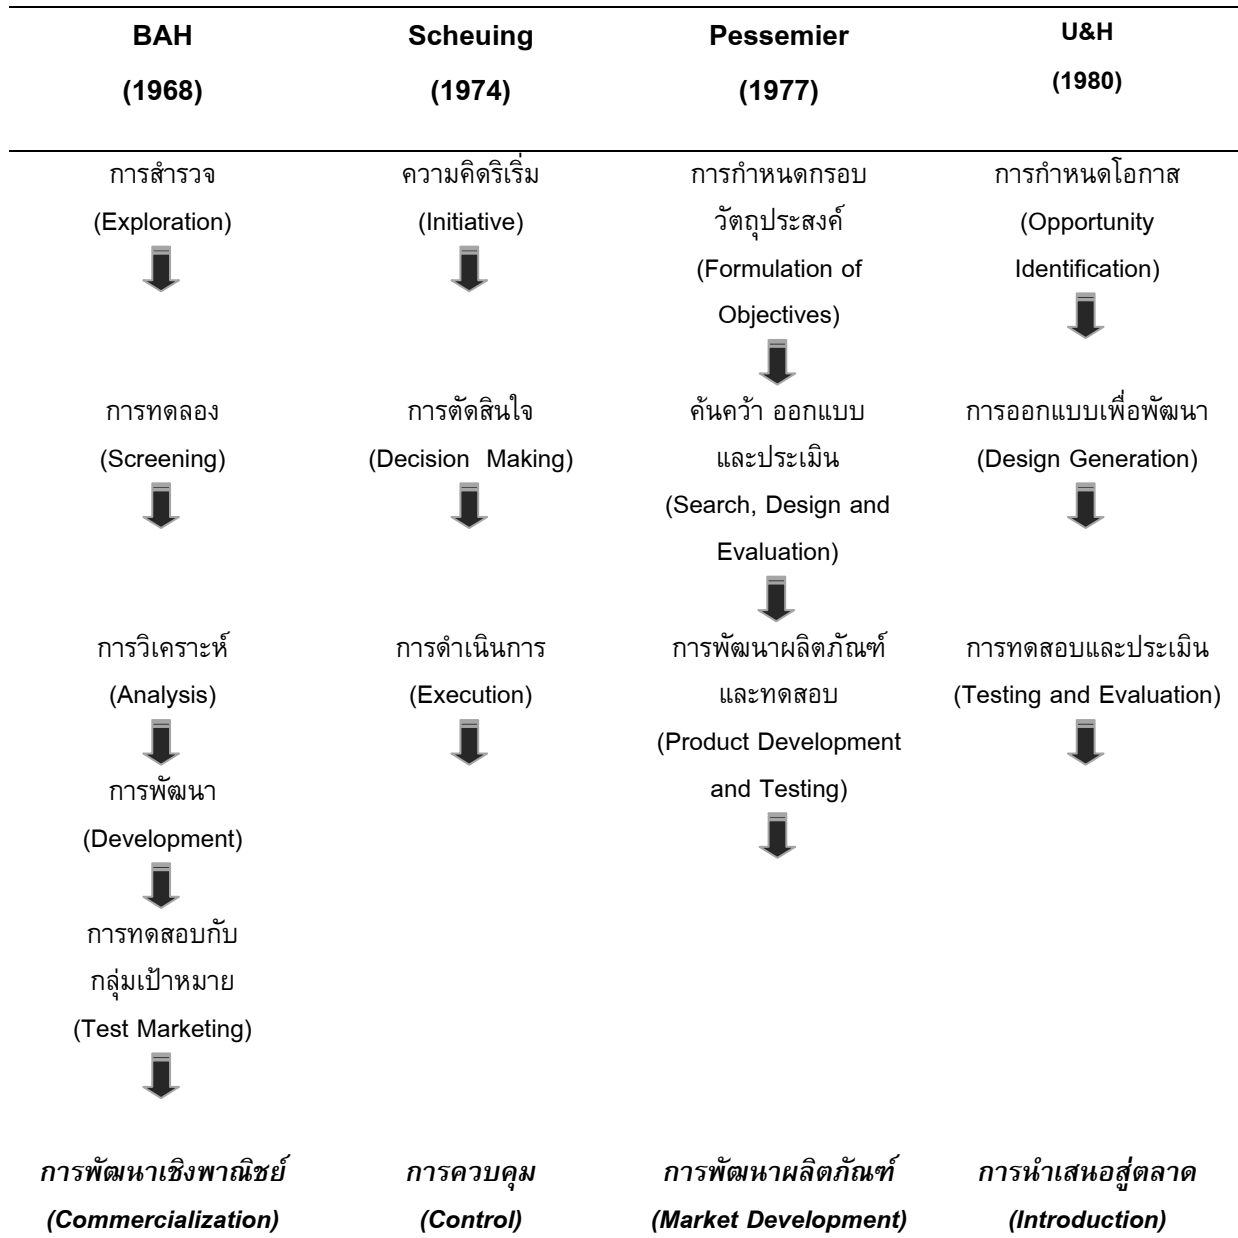 BAH
(1968)
Scheuing
(1974)
Pessemier
(1977)
U&H
(1980)
การสำรวจ
(Exploration)
การทดลอง
(Screening)
การวิเคราะห์
(Analysis)
การพัฒนา
(Development)
การทดสอบกับ
กลุ่มเป้าหมาย
(Test Marketing)
การพัฒนาเชิงพาณิชย์
(Commercialization)
ความคิดริเริ่ม
(Initiative)
การตัดสินใจ
(Decision Making)
การดำเนินการ
(Execution)
การควบคุม
(Control)
การกำหนดกรอบ
วัตถุประสงค์
(Formulation of
Objectives)
ค้นคว้า ออกแบบ
และประเมิน
(Search, Design and
Evaluation)
การพัฒนาผลิตภัณฑ์
และทดสอบ
(Product Development
and Testing)
การพัฒนาผลิตภัณฑ์
(Market Development)
การกำหนดโอกาส
(Opportunity
Identification)
การออกแบบเพื่อพัฒนา
(Design Generation)
การทดสอบและประเมิน
(Testing and Evaluation)
การนำเสนอสู่ตลาด
(Introduction)